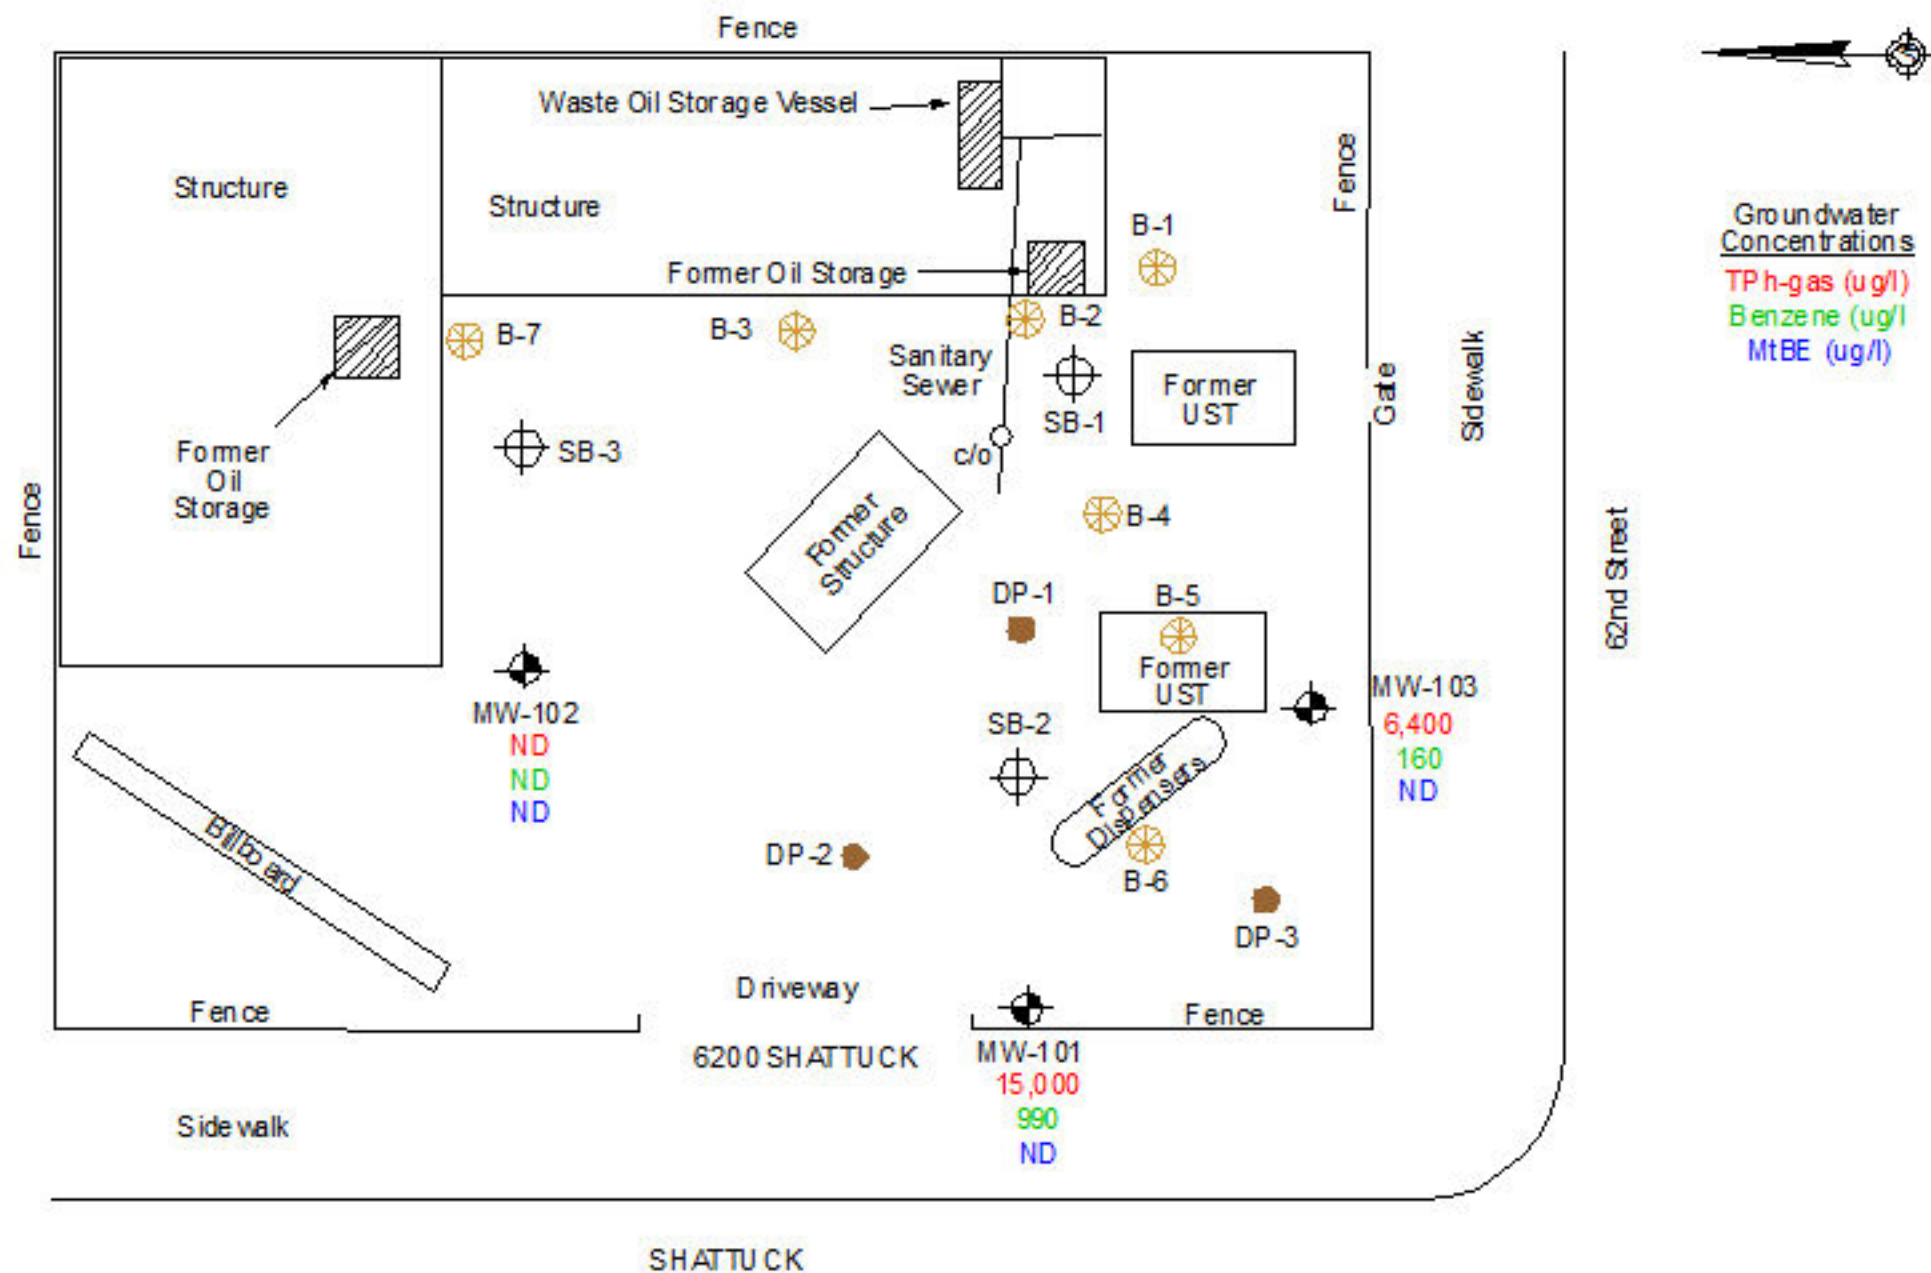 Fence
Waste Oil Storage Vessel
Structure
Structure
Fence
B-1
Groundwater
Concentrations
TPh-gas (ug/l)
Benzene (ug/l
MtBE (ug/l)
Former Oil Storage
B-7
B-3
B-2
Sanitary
Sewer
SB-1
Former
UST
Gate
Sidewalk
Former
Oil
Storage
SB-3
c/o
Fence
Former
Structure
B-4
62nd Street
DP-1
B-5
Former
UST
MW-102
ND
ND
ND
SB-2
MW-103
6,400
160
ND
Former
Dispensers
Billboard
DP-2
B-6
DP-3
Driveway
Fence
Fence
6200 SHATTUCK
MW-101
15,000
990
ND
Sidewalk
SHATTUCK